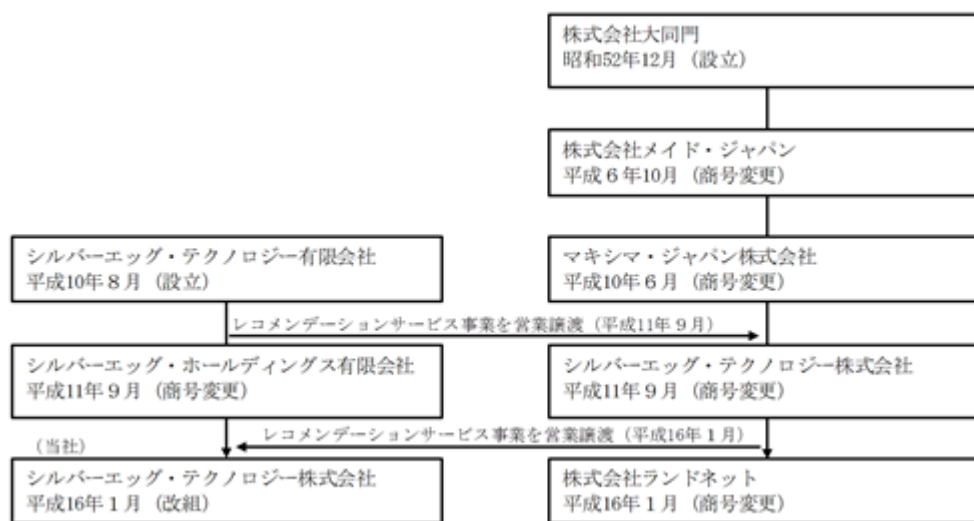 株式会社大同門
昭和52年12月（設立）
株式会社メイド・ジャパン
平成６年10月（商号変更）
シルバーエッグ・テクノロジー有限会社
平成10年８月（設立）
マキシマ・ジャパン株式会社
平成10年６月（商号変更）
レコメンデーションサービス事業を営業譲渡（平成11年９月）
シルバーエッグ・ホールディングス有限会社
平成11年９月（商号変更）
シルバーエッグ・テクノロジー株式会社
平成11年９月（商号変更）
レコメンデーションサービス事業を営業譲渡（平成16年１月）
（当社）
シルバーエッグ・テクノロジー株式会社
平成16年１月（改組）
株式会社ランドネット
平成16年１月（商号変更）